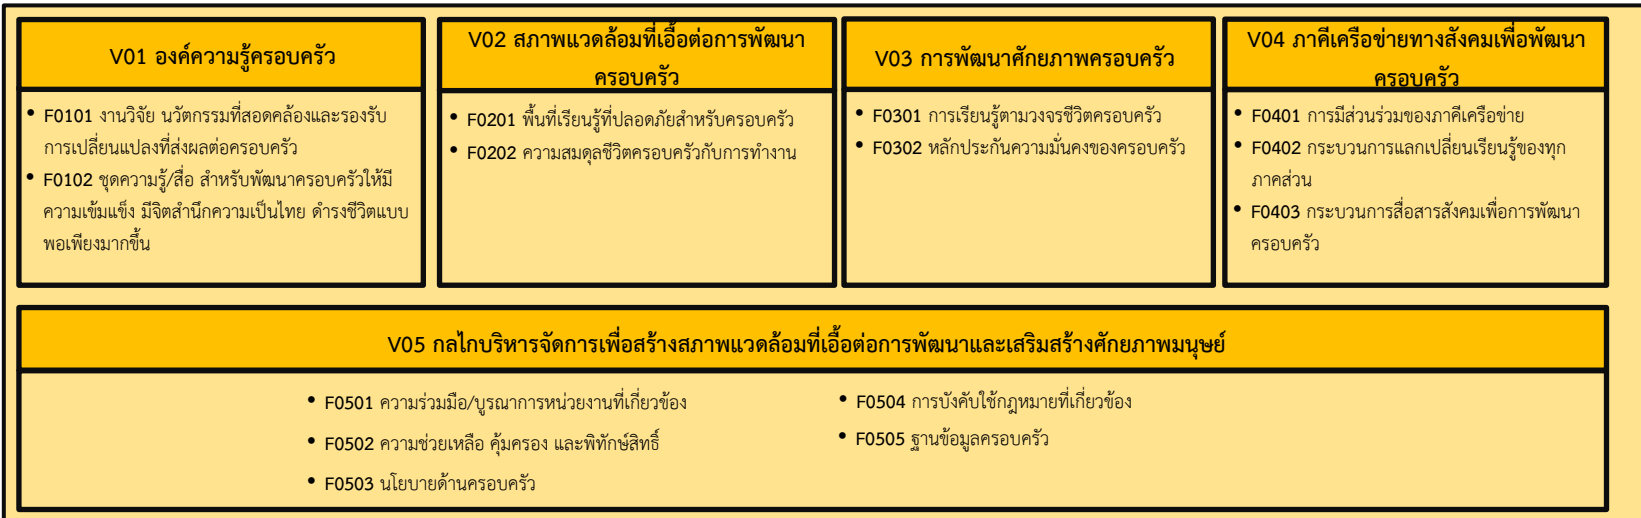 V01 องค์ความรู้ครอบครัว
• F0101 งานวิจัย นวัตกรรมที่สอดคล้องและรองรับ
การเปลี่ยนแปลงที่ส่งผลต่อครอบครัว
• F0102 ชุดความรู้/สื่อ สำหรับพัฒนาครอบครัวให้มี
ความเข้มแข็ง มีจิตสำนึกความเป็นไทย ดำรงชีวิตแบบ
พอเพียงมากขึ้น
V02 สภาพแวดล้อมที่เอื้อต่อการพัฒนา
ครอบครัว
• F0201 พื้นที่เรียนรู้ที่ปลอดภัยสำหรับครอบครัว
• F0202 ความสมดุลชีวิตครอบครัวกับการทำงาน
V03 การพัฒนาศักยภาพครอบครัว
• F0301 การเรียนรู้ตามวงจรชีวิตครอบครัว
• F0302 หลักประกันความมั่นคงของครอบครัว
V04 ภาคีเครือข่ายทางสังคมเพื่อพัฒนา
ครอบครัว
• F0401 การมีส่วนร่วมของภาคีเครือข่าย
• F0402 กระบวนการแลกเปลี่ยนเรียนรู้ของทุก
ภาคส่วน
• F0403 กระบวนการสื่อสารสังคมเพื่อการพัฒนา
ครอบครัว
V05 กลไกบริหารจัดการเพื่อสร้างสภาพแวดล้อมที่เอื้อต่อการพัฒนาและเสริมสร้างศักยภาพมนุษย์
• F0501 ความร่วมมือ/บูรณาการหน่วยงานที่เกี่ยวข้อง
• F0502 ความช่วยเหลือ คุ้มครอง และพิทักษ์สิทธิ์
• F0503 นโยบายด้านครอบครัว
• F0504 การบังคับใช้กฎหมายที่เกี่ยวข้อง
• F0505 ฐานข้อมูลครอบครัว